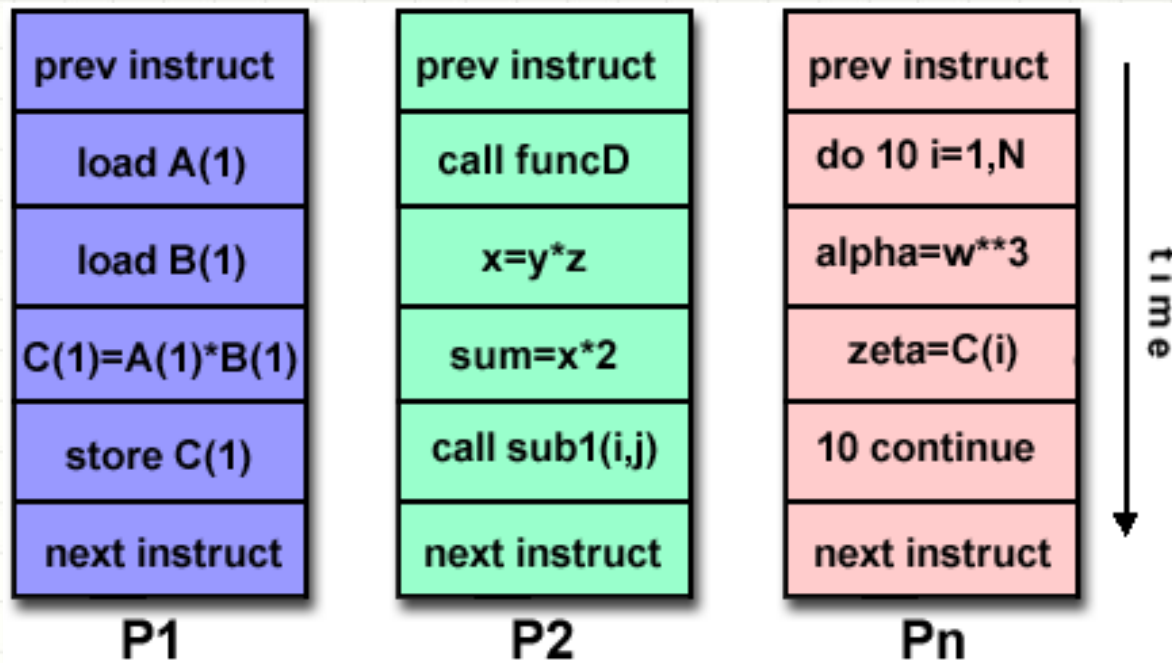 prev instruct
load A(1)
load B(1)
C(1)=A(1)*B(1)
store C(1)
next instruct
P1
prev instruct
call funcD
x=y*z
sum=x*2
call sub1(i,j)
next instruct
P2
prev instruct
do 10 i=1,N
alpha=w**3
zeta=C(i)
10 continue
next instruct
Pn
time